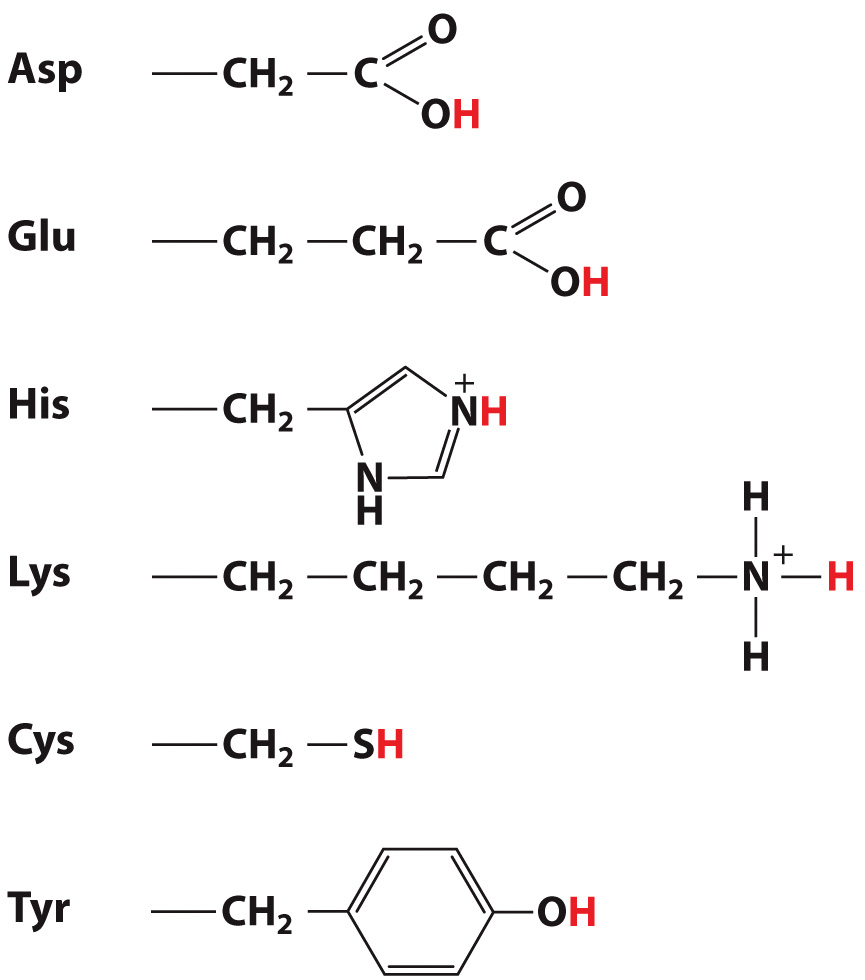 Asp —CH₂—C O OH
Glu —CH₂—CH₂—C O OH
His —CH₂— +NH N H
Lys —CH₂—CH₂—CH₂—CH₂—N+—H H H
Cys —CH₂—SH
Tyr —CH₂— OH